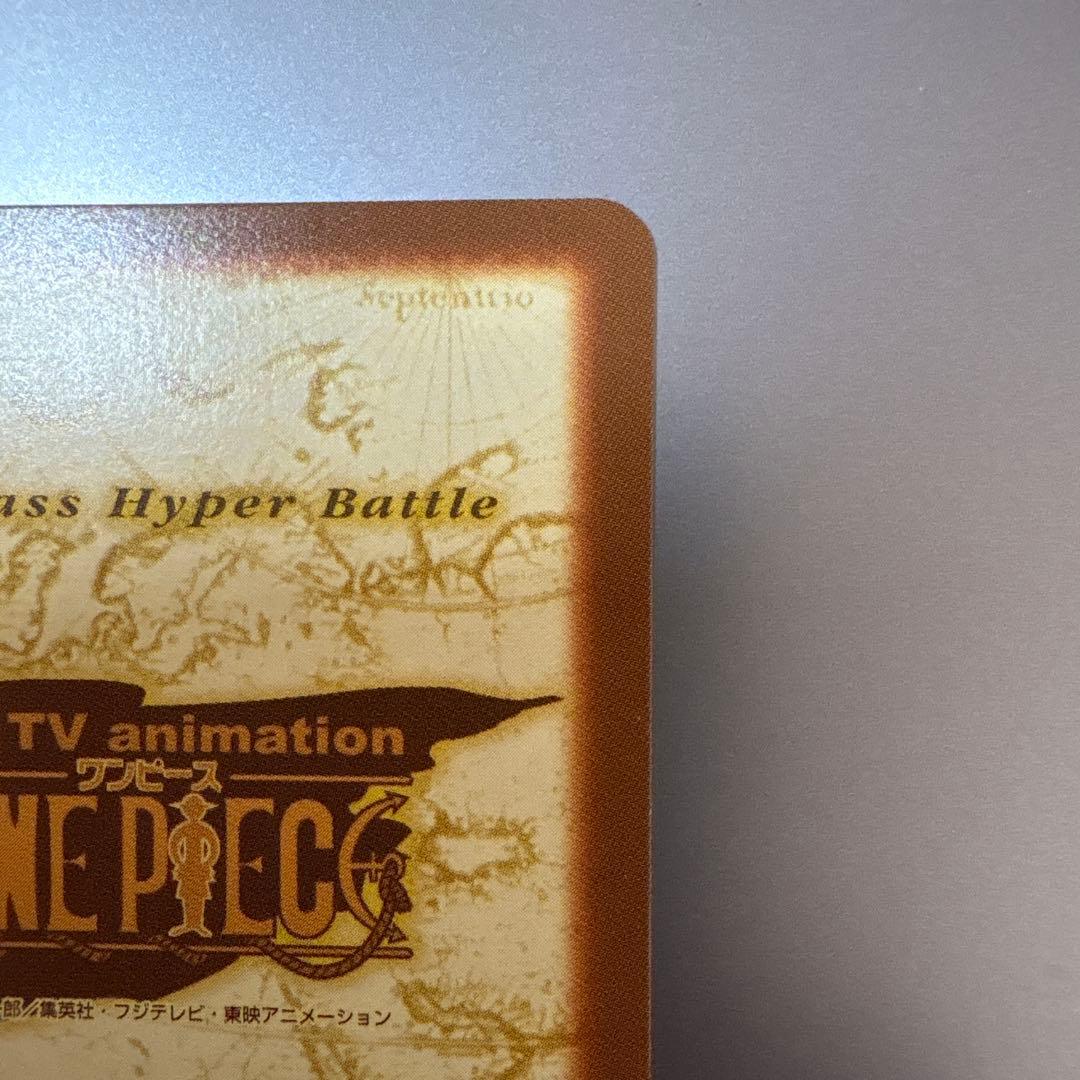 Septentrio
ass Hyper Battle
TV animation
ワンピース
NE PIECE
郎／集英社・フジテレビ・東映アニメーション